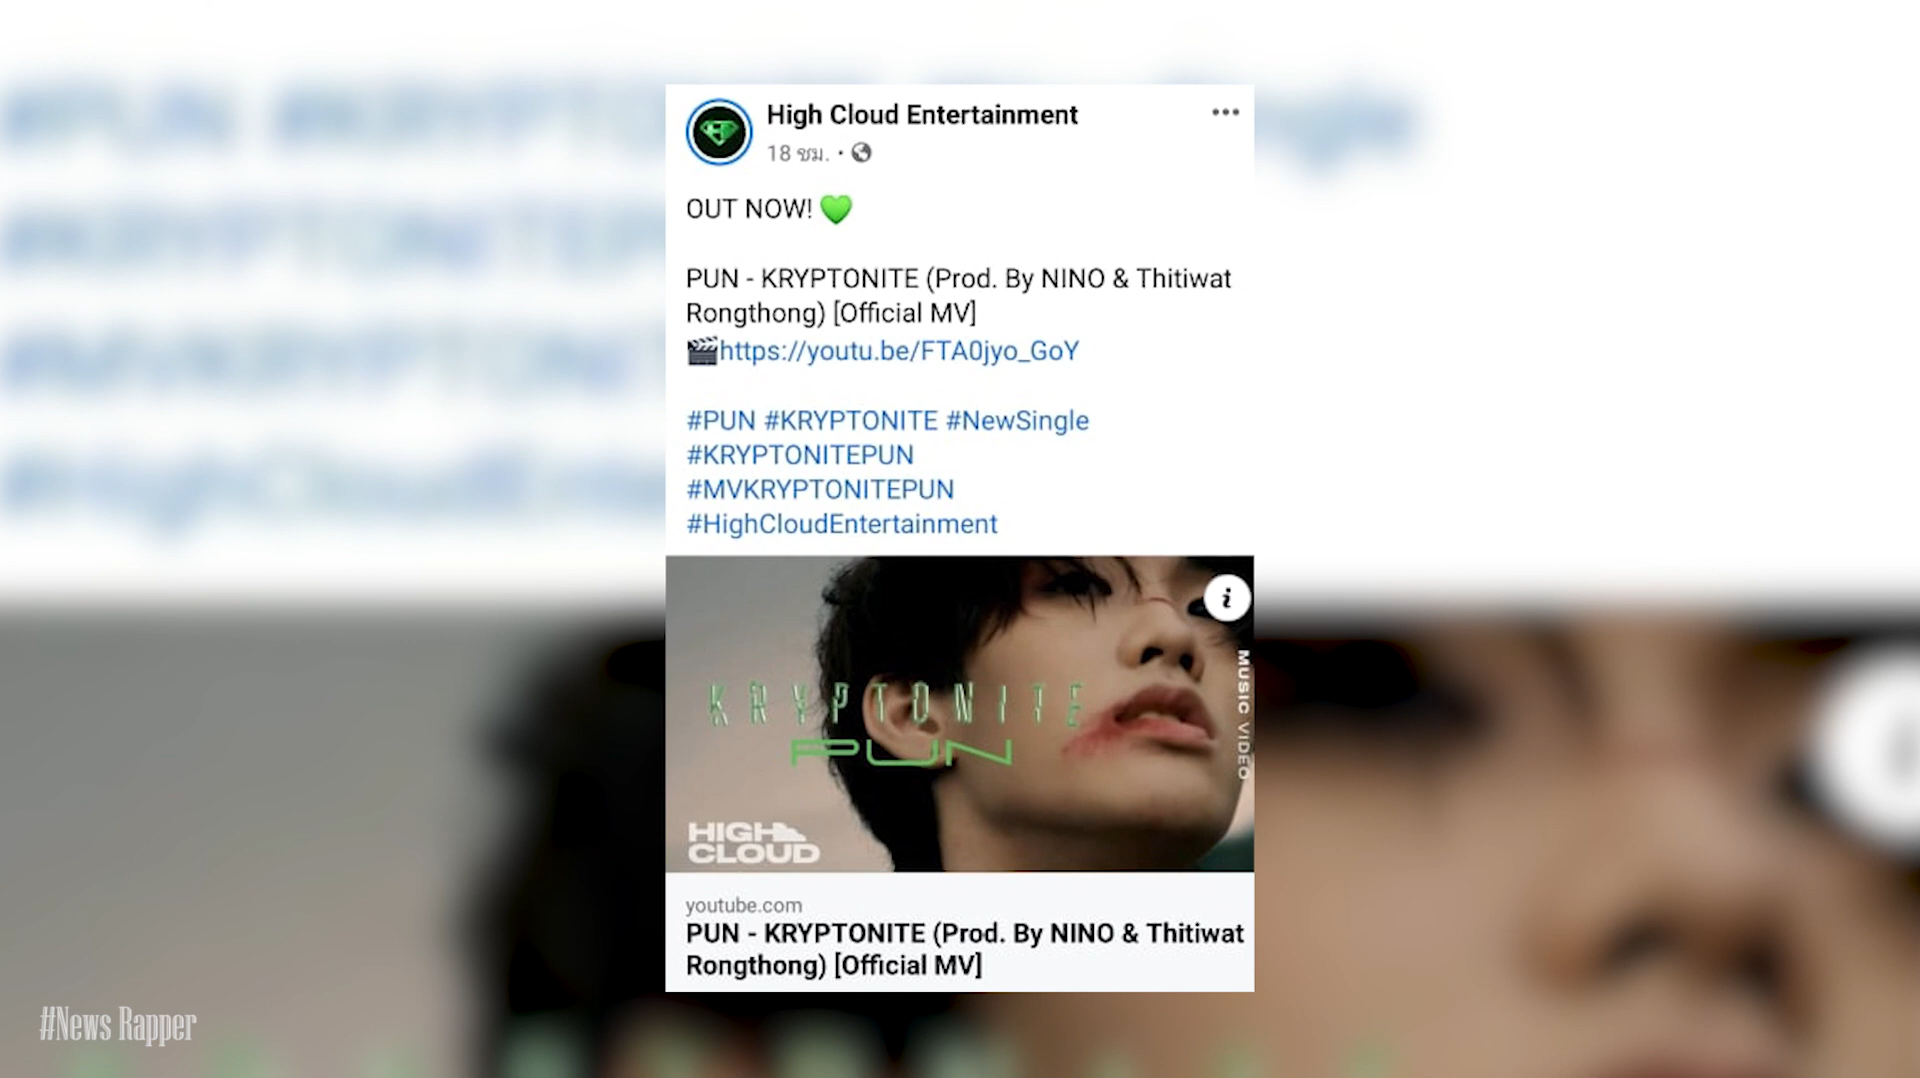 High Cloud Entertainment
18 ชม. ·
OUT NOW! 💚
PUN - KRYPTONITE (Prod. By NINO & Thitiwat
Rongthong) [Official MV]
🎬https://youtu.be/FTA0jyo_GoY
#PUN #KRYPTONITE #NewSingle
#KRYPTONITEPUN
#MVKRYPTONITEPUN
#HighCloudEntertainment
i
KRYPTONITE
PUN
MUSIC VIDEO
HIGH
CLOUD
youtube.com
PUN - KRYPTONITE (Prod. By NINO & Thitiwat
Rongthong) [Official MV]
#News Rapper